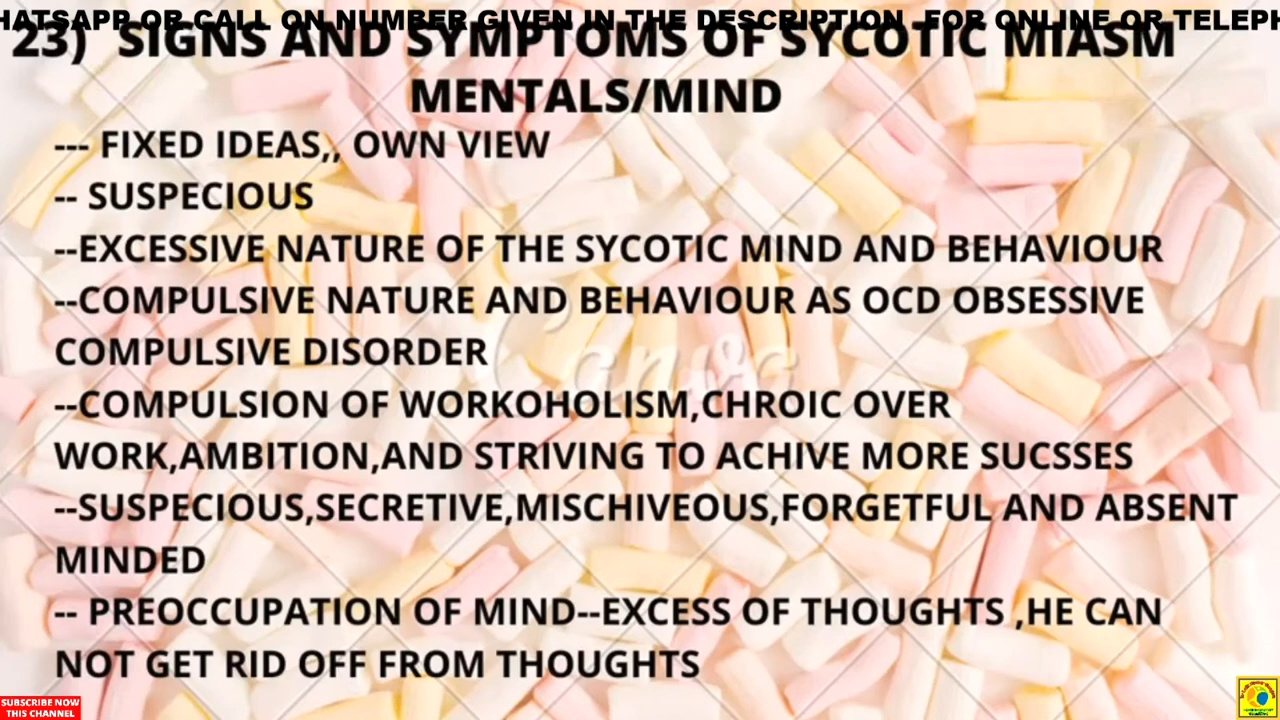 HATSAPP OR CALL ON NUMBER GIVEN IN THE DESCRIPTION FOR ONLINE OR TELEPH
23) SIGNS AND SYMPTOMS OF SYCOTIC MIASM
MENTALS/MIND
--- FIXED IDEAS,, OWN VIEW
-- SUSPECIOUS
--EXCESSIVE NATURE OF THE SYCOTIC MIND AND BEHAVIOUR
--COMPULSIVE NATURE AND BEHAVIOUR AS OCD OBSESSIVE
COMPULSIVE DISORDER
Canva
--COMPULSION OF WORKOHOLISM,CHROIC OVER
WORK,AMBITION,AND STRIVING TO ACHIVE MORE SUCSSES
--SUSPECIOUS,SECRETIVE,MISCHIVEOUS,FORGETFUL AND ABSENT
MINDED
-- PREOCCUPATION OF MIND--EXCESS OF THOUGHTS ,HE CAN
NOT GET RID OFF FROM THOUGHTS
SUBSCRIBE NOW
THIS CHANNEL